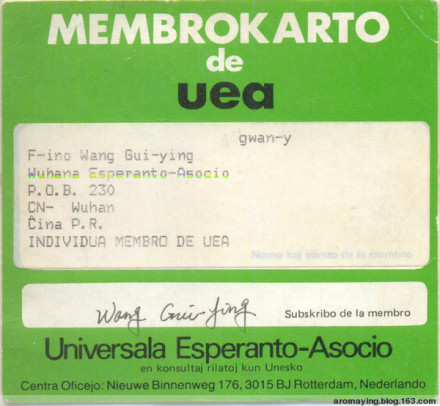 MEMBROKARTO
de
uea
gwan-y
F-ino Wang Gui-ying
Wuhana Esperanto-Asocio
P.O.B. 230
CN- Wuhan
Ĉina P.R.
INDIVIDUA MEMBRO DE UEA
Nomo kaj adreso de la membro
Wang Gui-ying
Subskribo de la membro
Universala Esperanto-Asocio
en konsultaj rilatoj kun Unesko
Centra Oficejo: Nieuwe Binnenweg 176, 3015 BJ Rotterdam, Nederlando
aromaying.blog.163.com